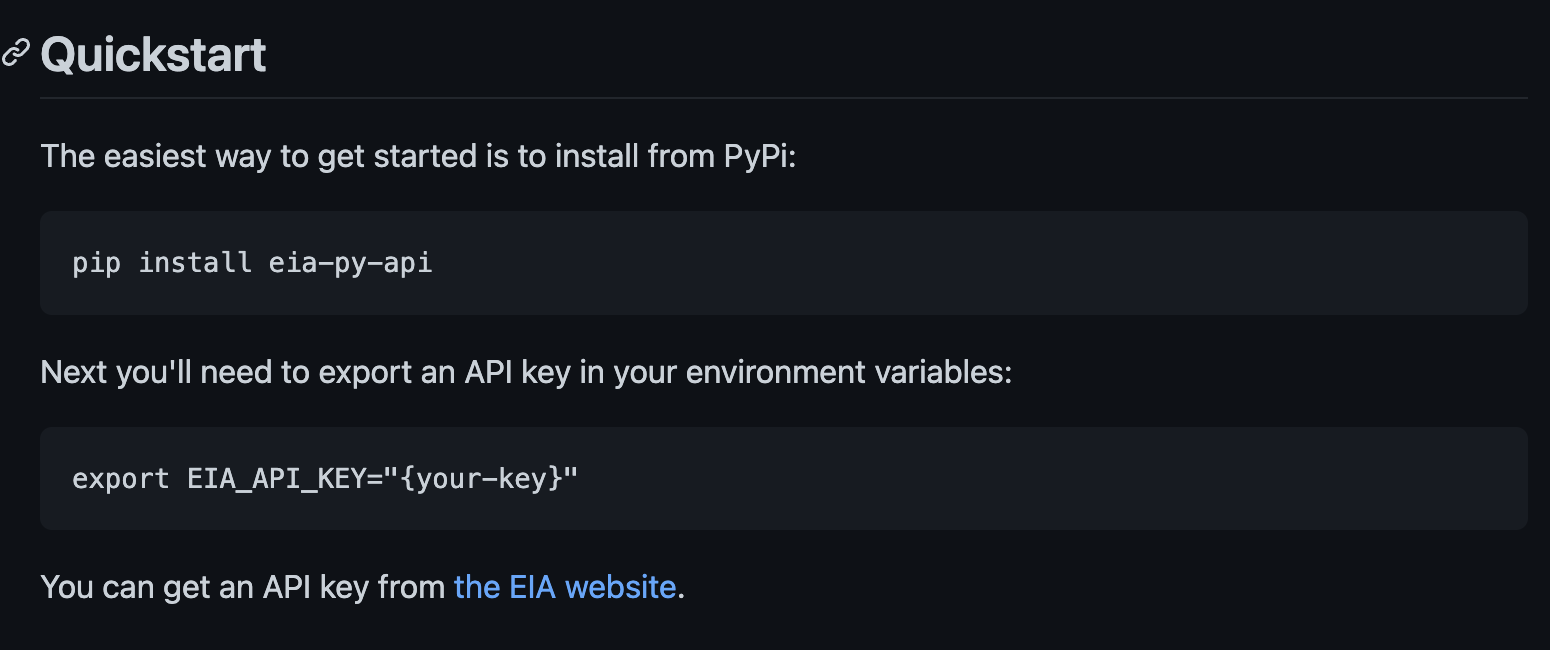 Quickstart
The easiest way to get started is to install from PyPi:
pip install eia-py-api
Next you'll need to export an API key in your environment variables:
export EIA_API_KEY="{your-key}"
You can get an API key from the EIA website.